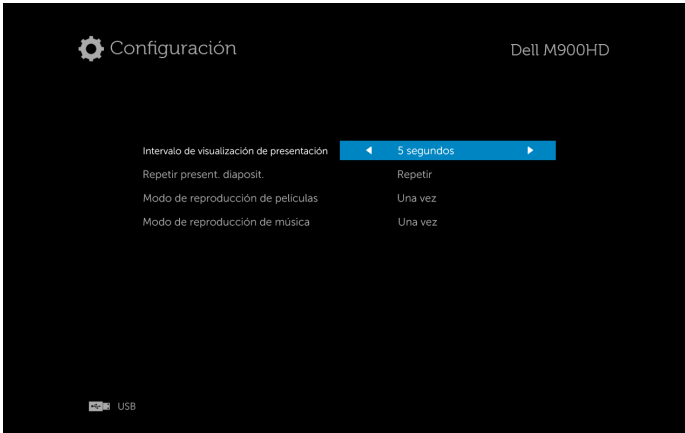 Configuración
Dell M900HD
Intervalo de visualización de presentación 5 segundos
Repetir present. diaposit. Repetir
Modo de reproducción de películas Una vez
Modo de reproducción de música Una vez
USB